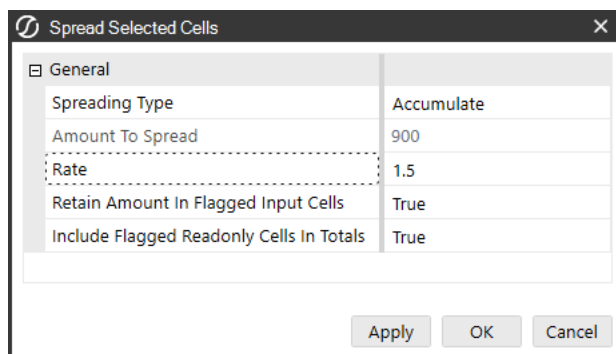 Spread Selected Cells
General
Spreading Type Accumulate
Amount To Spread 900
Rate 1.5
Retain Amount In Flagged Input Cells True
Include Flagged Readonly Cells In Totals True
Apply OK Cancel